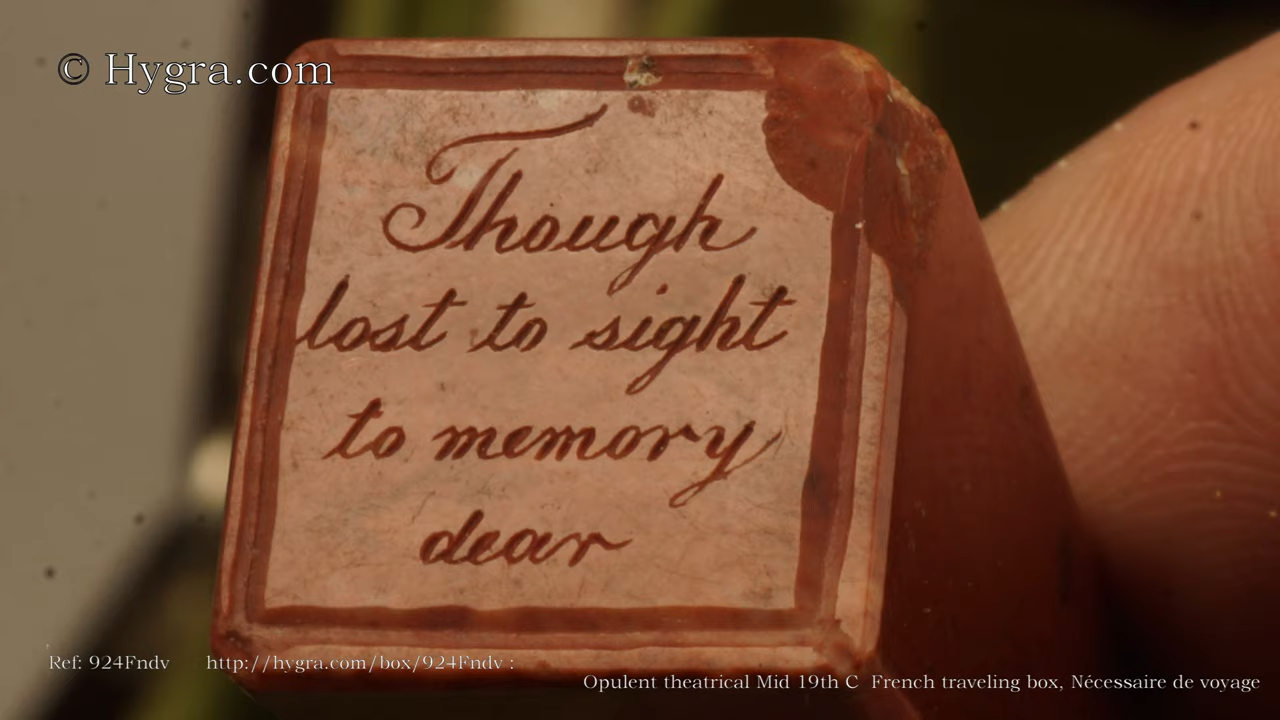 © Hygra.com
Though
lost to sight
to memory
dear
Ref: 924Fndv http://hygra.com/box/924Fndv :
Opulent theatrical Mid 19th C French traveling box, Nécessaire de voyage